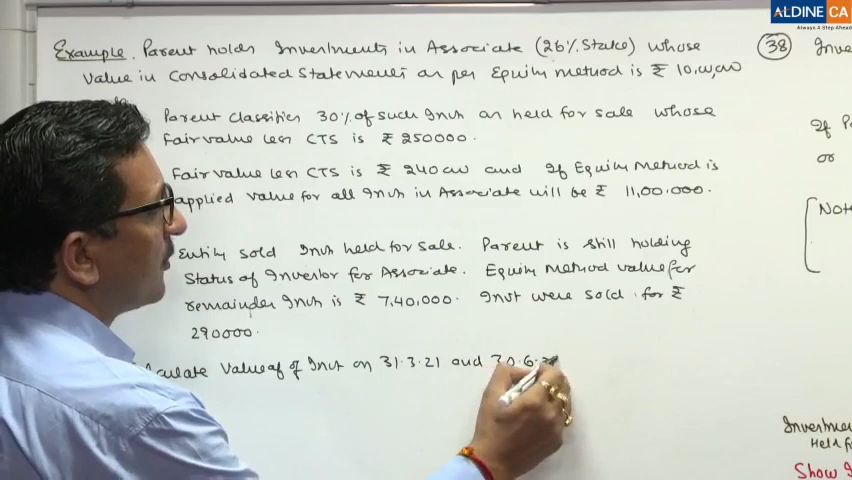 ALDINE CA
Always A Step Ahead
Example. Parent holds Investments in Associate (26% Stake) whose
value in Consolidated Statements as per Equity method is ₹ 10,00,000
Parent classifies 30% of such Invt as held for sale whose
Fair value less CTS is ₹ 250000.
Fair value less CTS is ₹ 240000 and If Equity Method is
applied value for all Invt in Associate will be ₹ 11,00,000.
Entity sold Invt held for sale. Parent is still holding
Status of Investor for Associate. Equity Method value for
remainder Invt is ₹ 7,40,000. Invt were sold for ₹
290000.
Value of Invt on 31.3.21 and 30.6.
38
If
or
Note
Held
Show